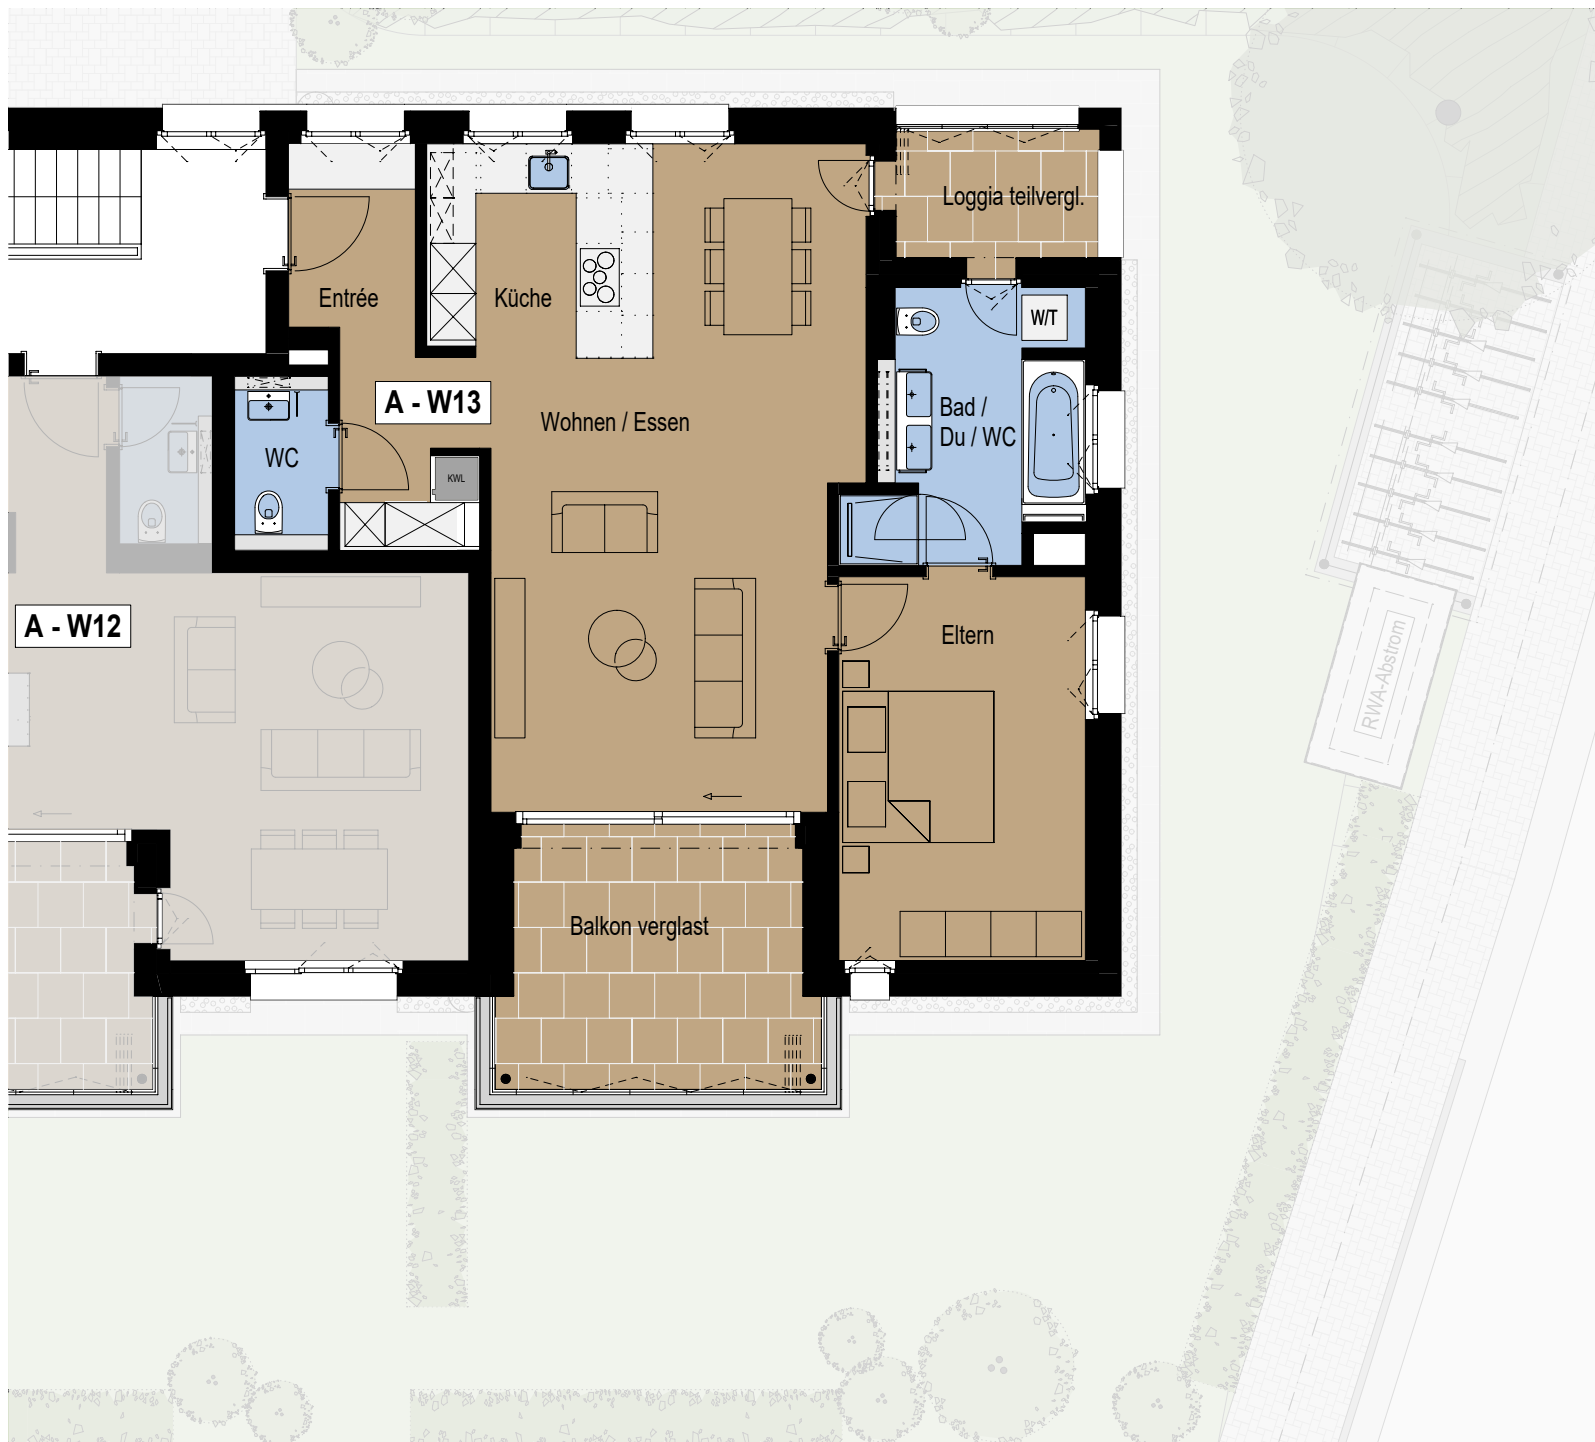 Loggia teilvergl.
Entrée
Küche
W/T
A - W13
Wohnen / Essen
Bad /
Du / WC
WC
KWL
A - W12
Eltern
RWA-Abstrom
Balkon verglast